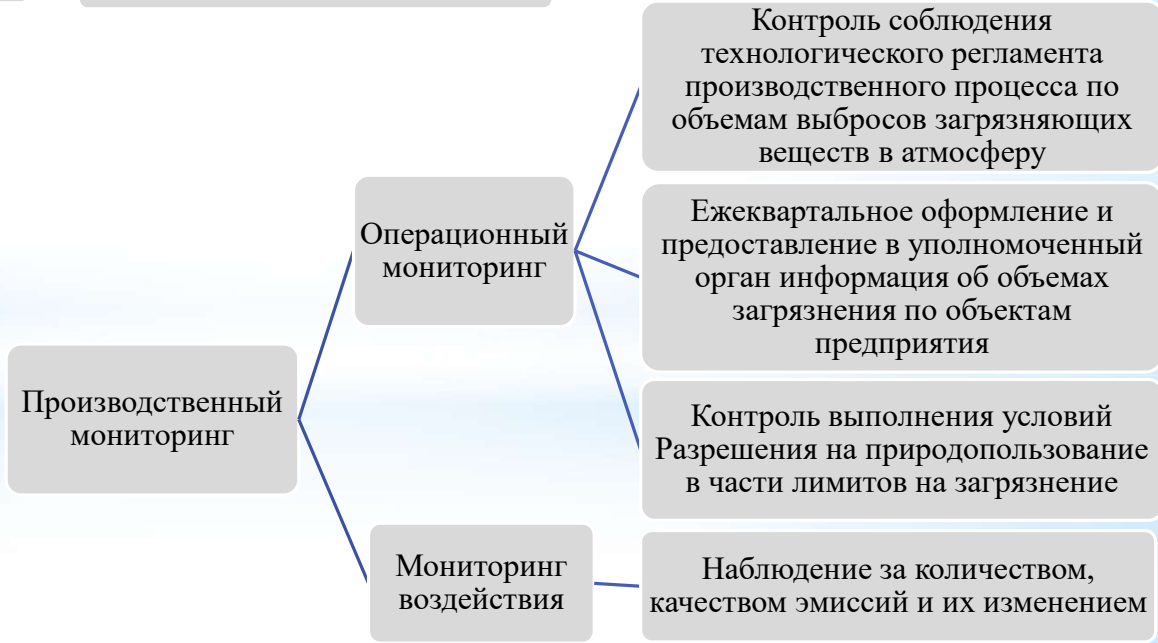 Контроль соблюдения
технологического регламента
производственного процесса по
объемам выбросов загрязняющих
веществ в атмосферу
Операционный
мониторинг
Ежеквартальное оформление и
предоставление в уполномоченный
орган информация об объемах
загрязнения по объектам
предприятия
Производственный
мониторинг
Контроль выполнения условий
Разрешения на природопользование
в части лимитов на загрязнение
Мониторинг
воздействия
Наблюдение за количеством,
качеством эмиссий и их изменением